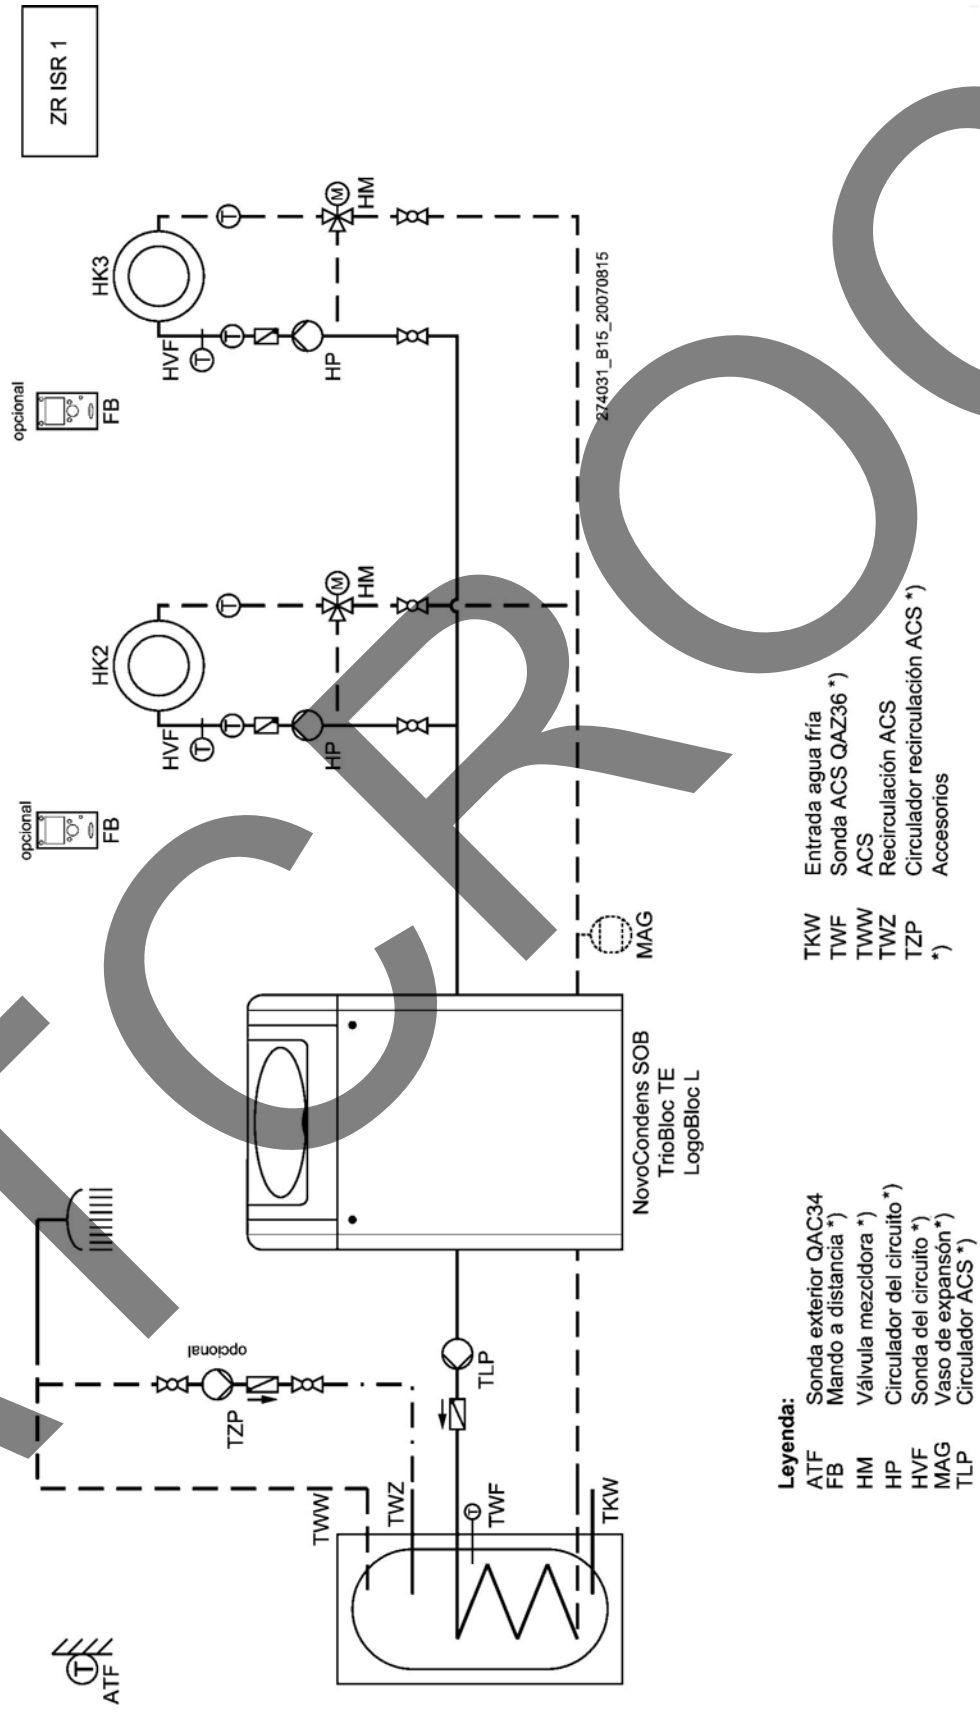 ATF
TWW
TWZ
TWF
TKW
TZP
opcional
TLP
NovoCondens SOB
TrioBloc TE
LogoBloc L
MAG
opcional
FB
HK2
HVF
HP
HM
opcional
FB
HK3
HVF
HP
HM
T
T
T
T
T
T
T
T
M
M
274031_B15_20070815
ZR ISR 1
Leyenda:
ATF Sonda exterior QAC34
FB Mando a distancia *)
HM Válvula mezcldora *)
HP Circulador del circuito *)
HVF Sonda del circuito *)
MAG Vaso de expansón*)
TLP Circulador ACS *)
TKW Entrada agua fría
TWF Sonda ACS QAZ36 *)
TWW ACS
TWZ Recirculación ACS
TZP Circulador recirculación ACS *)
*) Accesorios